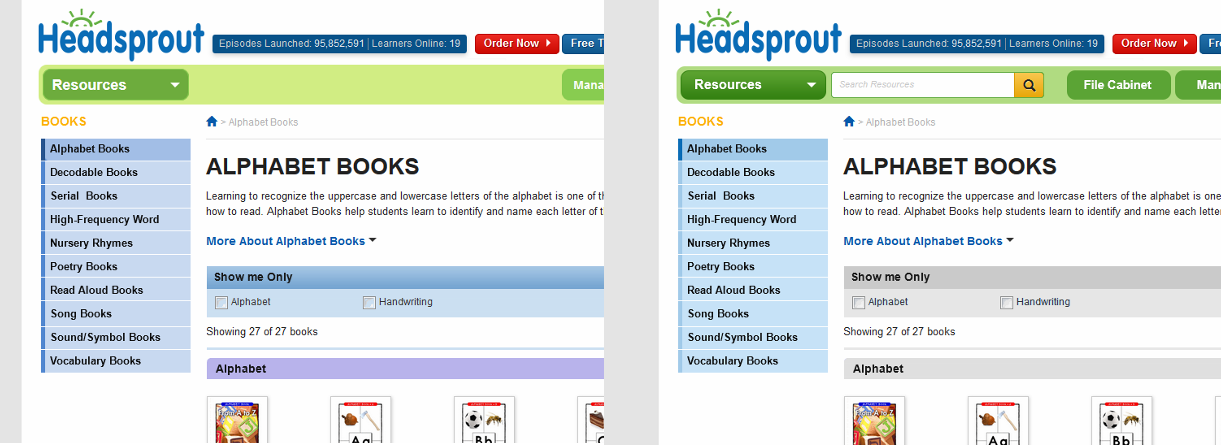 Headsprout
Episodes Launched: 95,852,591 | Learners Online: 19
Order Now
Free T
Resources
Mana
BOOKS
> Alphabet Books
Alphabet Books
Decodable Books
Serial Books
High-Frequency Word
Nursery Rhymes
Poetry Books
Read Aloud Books
Song Books
Sound/Symbol Books
Vocabulary Books
ALPHABET BOOKS
Learning to recognize the uppercase and lowercase letters of the alphabet is one of th
how to read. Alphabet Books help students learn to identify and name each letter of t
More About Alphabet Books
Show me Only
Alphabet
Handwriting
Showing 27 of 27 books
Alphabet
From A to Z
Aa
Bb
C
Headsprout
Episodes Launched: 95,852,591 | Learners Online: 19
Order Now
Fre
Resources
Search Resources
File Cabinet
Man
BOOKS
> Alphabet Books
Alphabet Books
Decodable Books
Serial Books
High-Frequency Word
Nursery Rhymes
Poetry Books
Read Aloud Books
Song Books
Sound/Symbol Books
Vocabulary Books
ALPHABET BOOKS
Learning to recognize the uppercase and lowercase letters of the alphabet is one
how to read. Alphabet Books help students learn to identify and name each letter
More About Alphabet Books
Show me Only
Alphabet
Handwriting
Showing 27 of 27 books
Alphabet
From A to Z
Aa
Bb